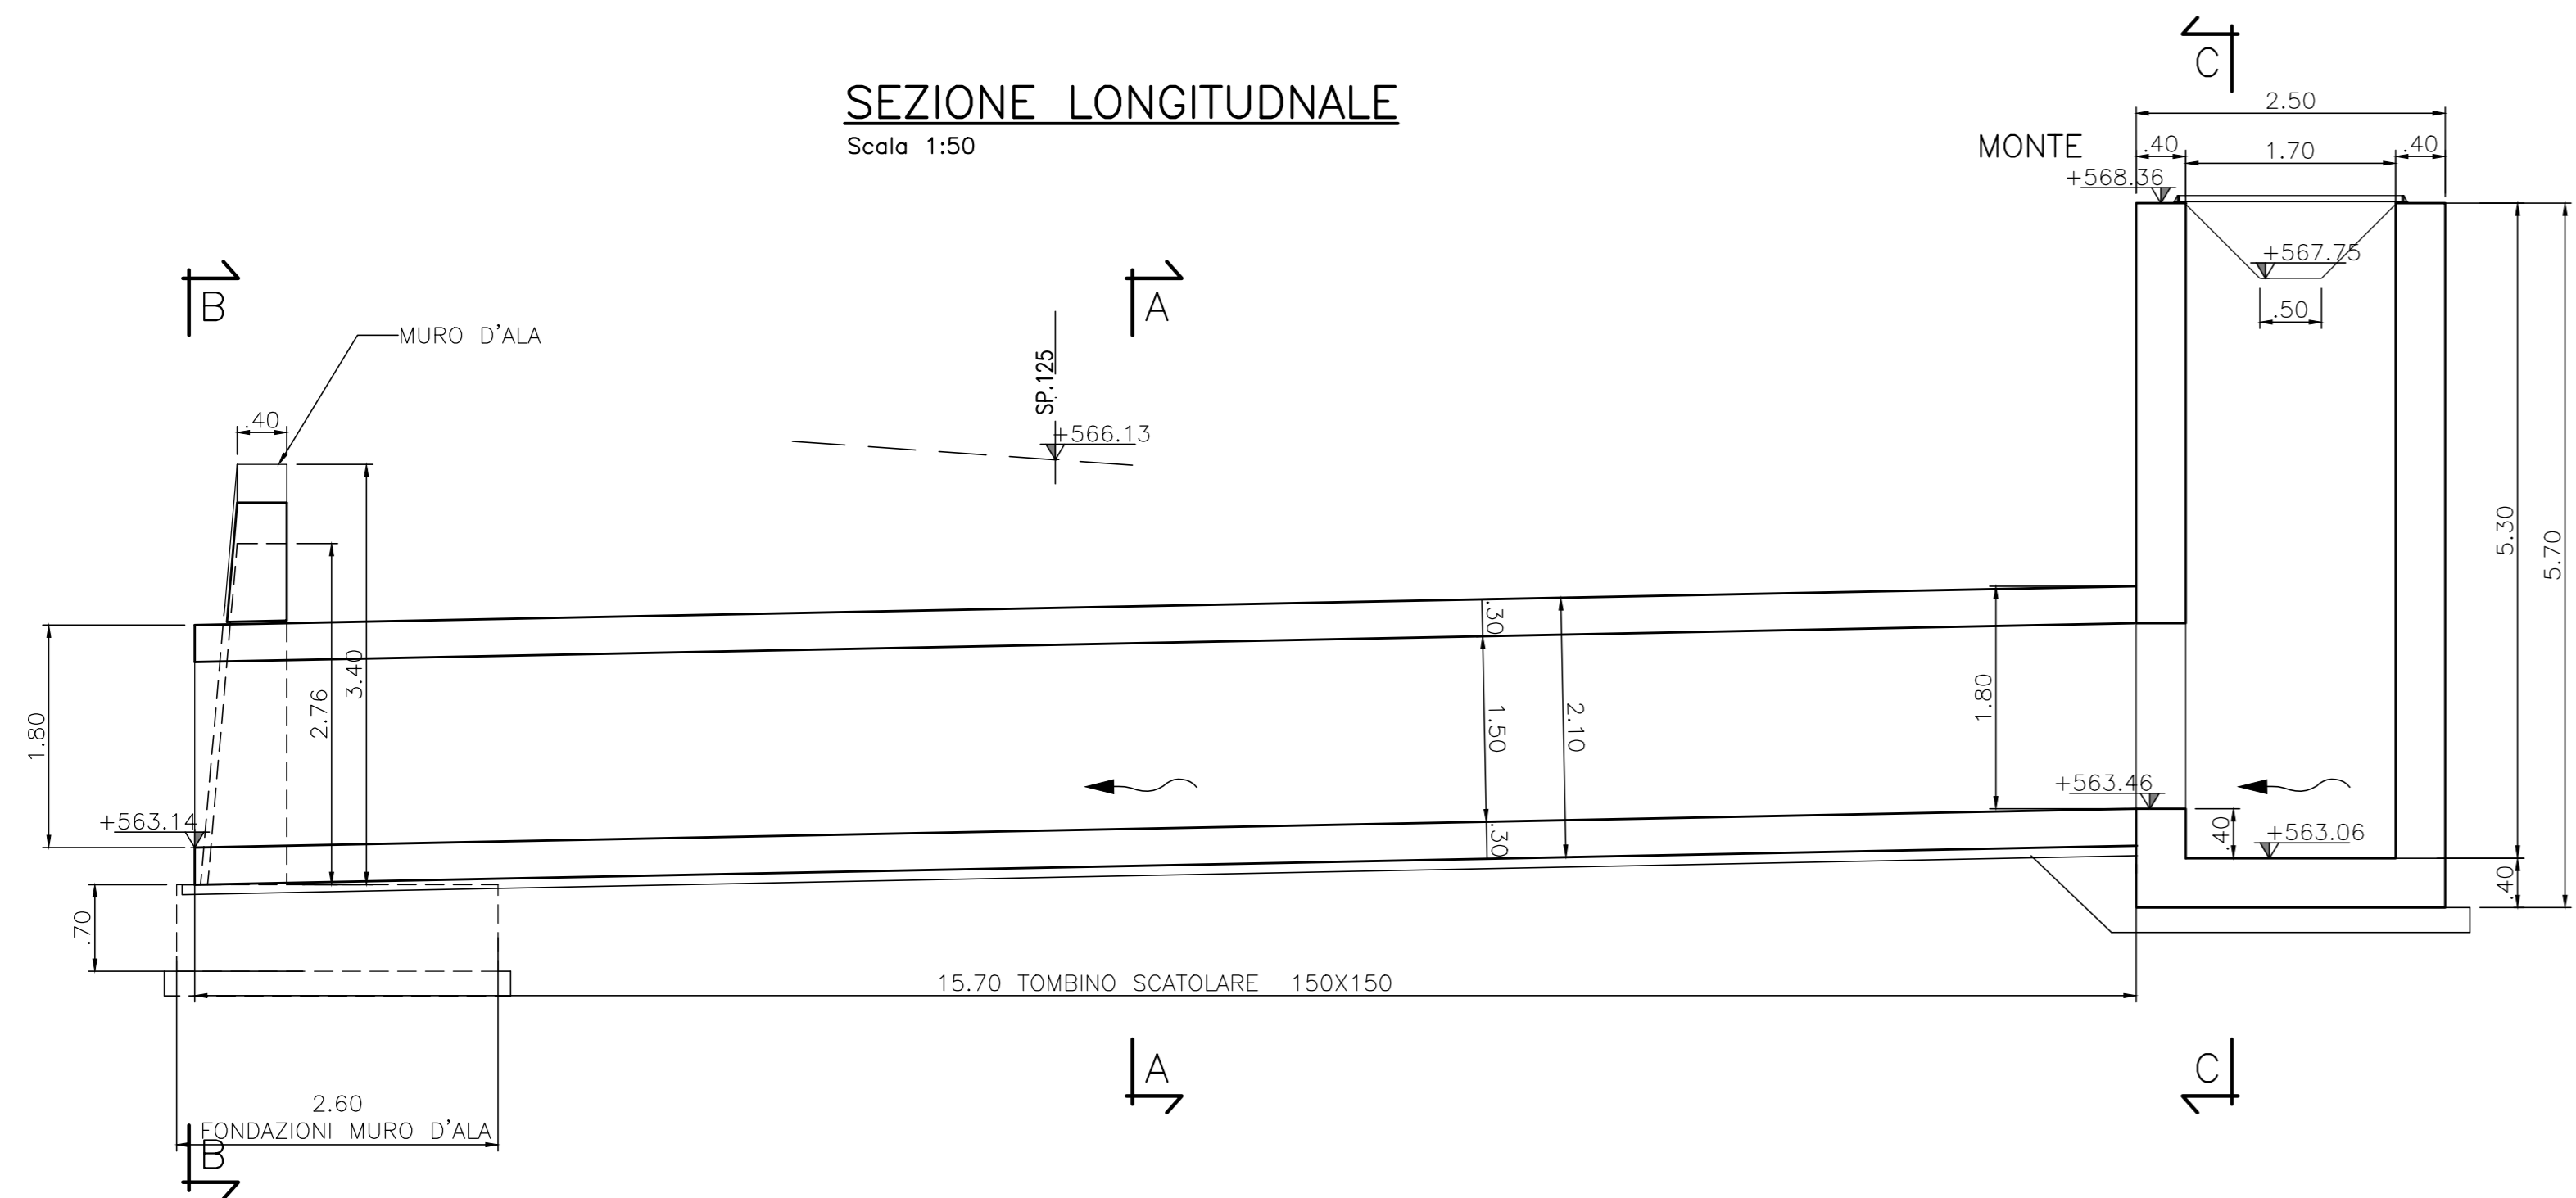 SEZIONE LONGITUDNALE
Scala 1:50
C
2.50
MONTE
.40
1.70
.40
+568.36
+567.75
.50
B
A
MURO D'ALA
SP.125
+566.13
.40
5.30
5.70
.30
1.50
2.10
.30
1.80
3.40
2.76
1.80
+563.14
+563.46
.40
+563.06
.40
.70
15.70 TOMBINO SCATOLARE 150X150
A
C
2.60
FONDAZIONI MURO D'ALA
B